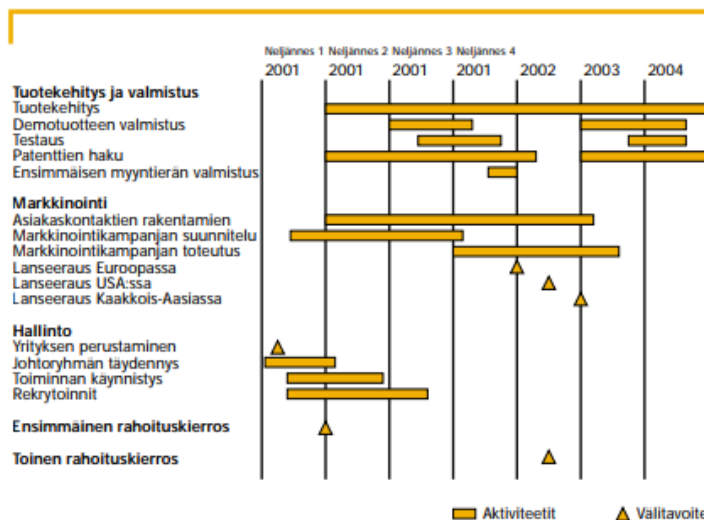 Neljännes 1 Neljännes 2 Neljännes 3 Neljännes 4
2001 2001 2001 2001 2002 2003 2004
Tuotekehitys ja valmistus
Tuotekehitys
Demotuotteen valmistus
Testaus
Patenttien haku
Ensimmäisen myyntierän valmistus
Markkinointi
Asiakaskontaktien rakentamien
Markkinointikampanjan suunnitelu
Markkinointikampanjan toteutus
Lanseeraus Euroopassa
Lanseeraus USA:ssa
Lanseeraus Kaakkois-Aasiassa
Hallinto
Yrityksen perustaminen
Johtoryhmän täydennys
Toiminnan käynnistys
Rekrytoinnit
Ensimmäinen rahoituskierros
Toinen rahoituskierros
Aktiviteetit Välitavoite